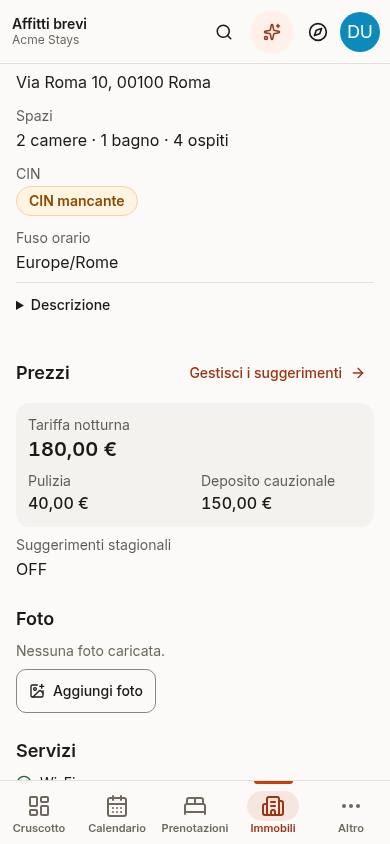 Affitti brevi
Acme Stays
DU
Via Roma 10, 00100 Roma
Spazi
2 camere · 1 bagno · 4 ospiti
CIN
CIN mancante
Fuso orario
Europe/Rome
Descrizione
Prezzi
Gestisci i suggerimenti
Tariffa notturna
180,00 €
Pulizia
Deposito cauzionale
40,00 €
150,00 €
Suggerimenti stagionali
OFF
Foto
Nessuna foto caricata.
Aggiungi foto
Servizi
Wi-Fi
Cruscotto
Calendario
Prenotazioni
Immobili
Altro